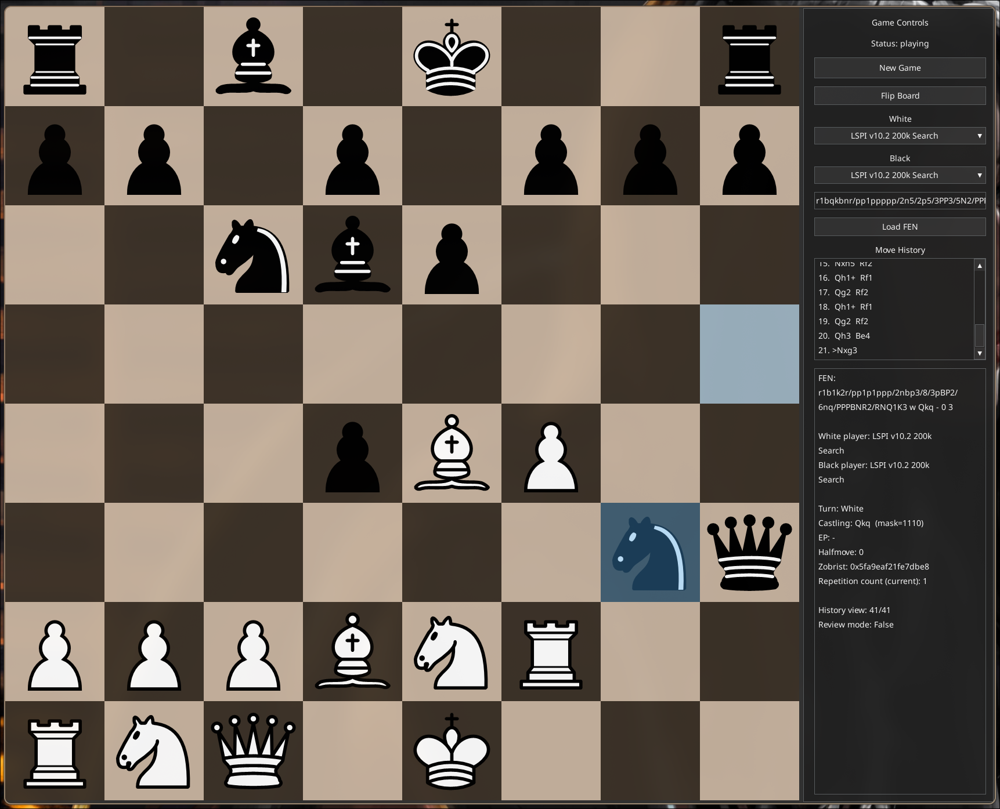 Game Controls
Status: playing
New Game
Flip Board
White
LSPI v10.2 200k Search ▼
Black
LSPI v10.2 200k Search ▼
r1bqkbnr/pp1ppppp/2n5/2p5/3PP3/5N2/PPP
Load FEN
Move History
15. Nxh5 Rf2
16. Qh1+ Rf1
17. Qg2 Rf2
18. Qh1+ Rf1
19. Qg2 Rf2
20. Qh3 Be4
21. >Nxg3
FEN:
r1b1k2r/pp1p1ppp/2nbp3/8/3pBP2/
6nq/PPPBNR2/RNQ1K3 w Qkq - 0 3
White player: LSPI v10.2 200k
Search
Black player: LSPI v10.2 200k
Search
Turn: White
Castling: Qkq (mask=1110)
EP: -
Halfmove: 0
Zobrist: 0x5fa9eaf21fe7dbe8
Repetition count (current): 1
History view: 41/41
Review mode: False